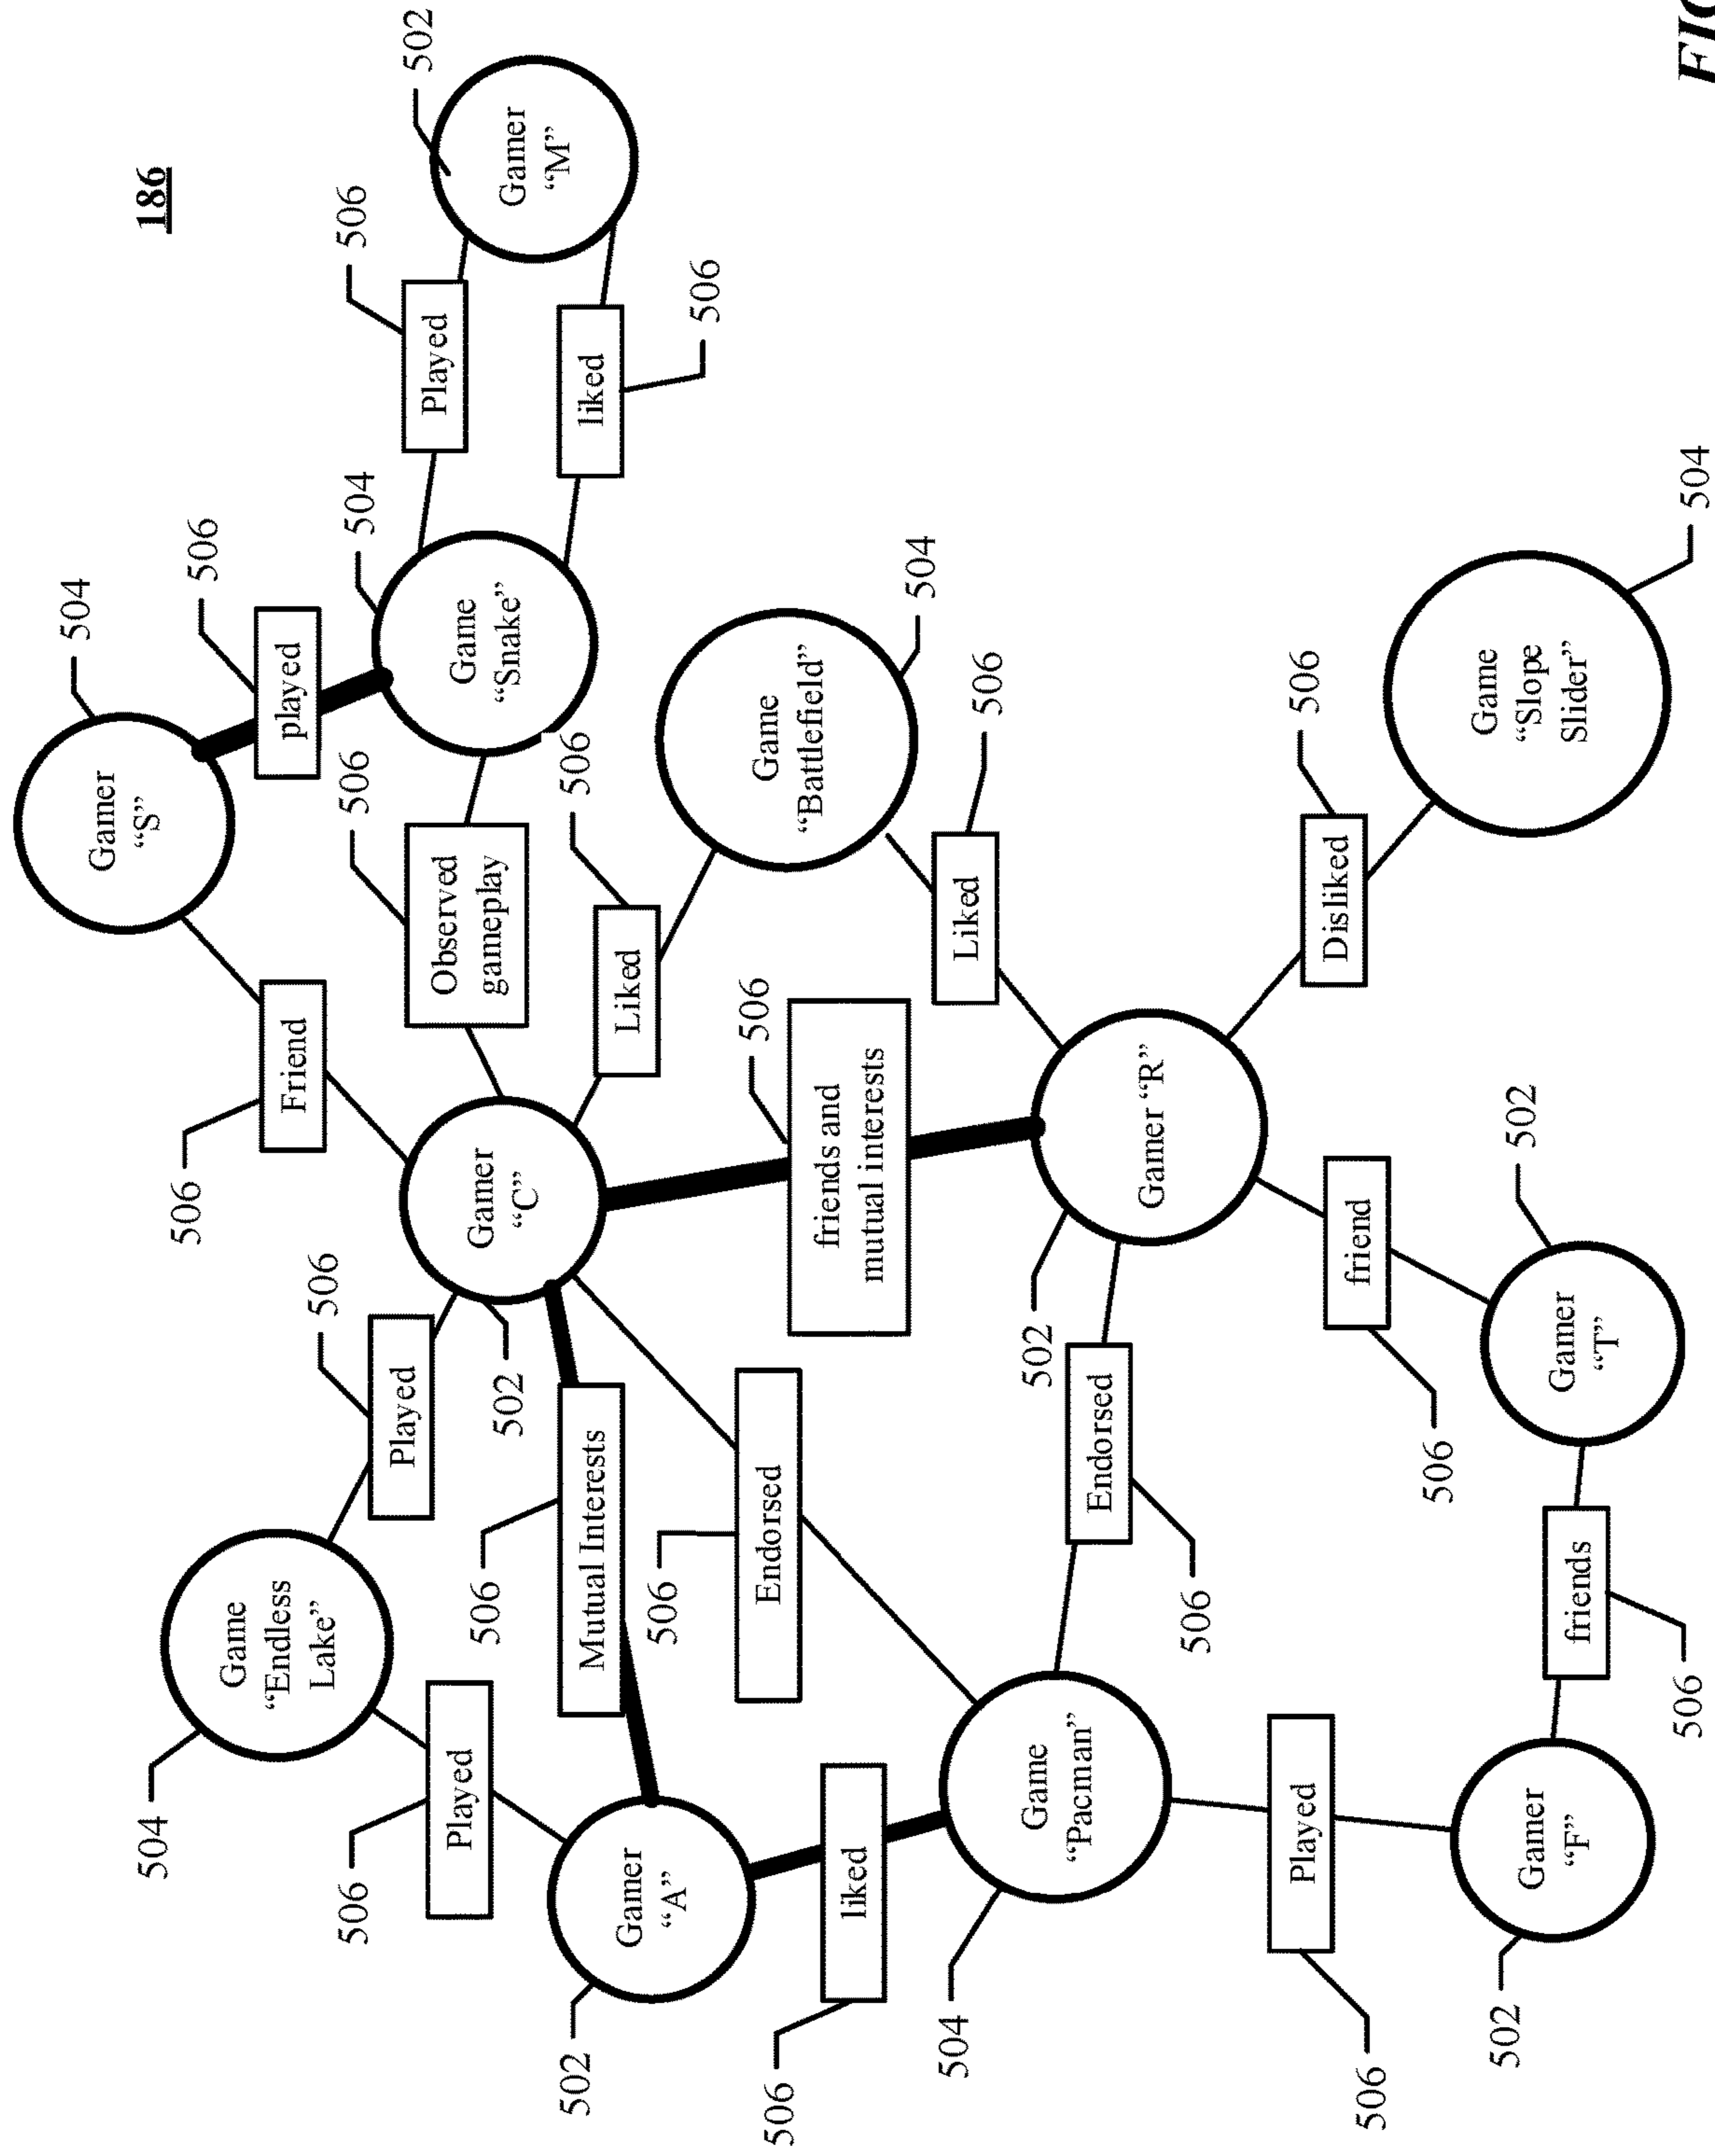 504
186
Gamer
“S”
504
506
506
Game
“Endless
Lake”
Friend
played
506
506
506
504
506
Played
502
Played
Observed
gameplay
Played
Game
“Snake”
Gamer
“C”
506
502
Gamer
“M”
502
506
Mutual Interests
liked
Liked
Gamer
“A”
506
506
506
Endorsed
Game
“Battlefield”
506
friends and
mutual interests
liked
504
504
Liked
506
Game
“Pacman”
502
Endorsed
Gamer “R”
506
Played
506
Disliked
friend
506
506
Game
“Slope
Slider”
502
502
Gamer
“F”
friends
Gamer
“T”
506
504